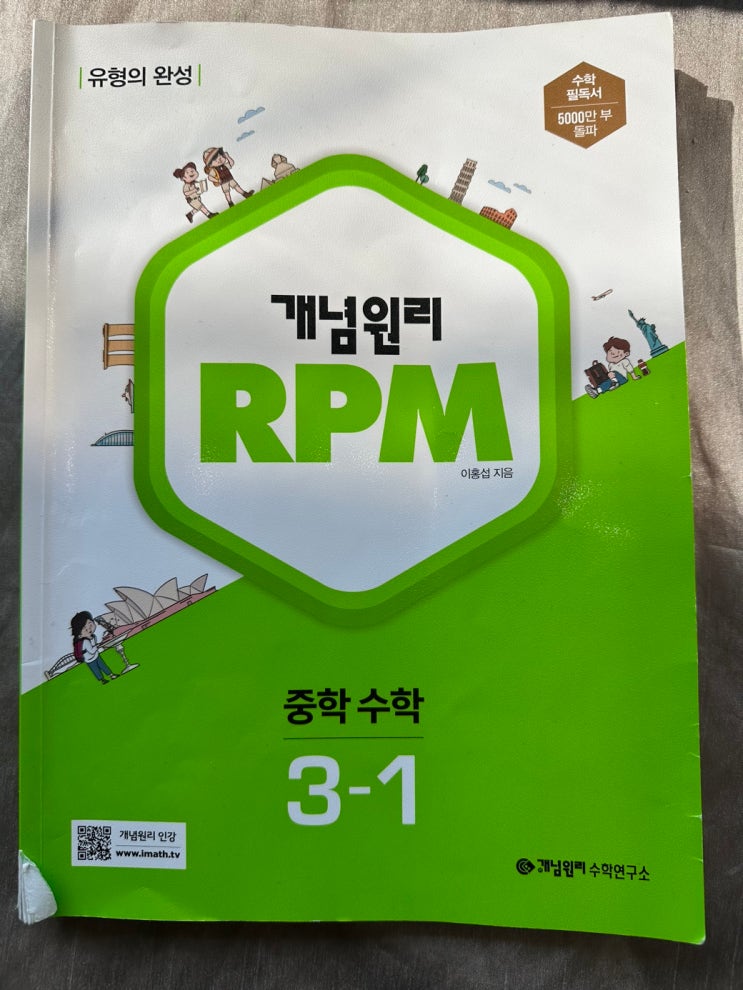 유형의 완성
수학
필독서
5000만 부
돌파
개념원리
RPM
이홍섭 지음
중학 수학
3-1
개념원리 인강
www.imath.tv
개념원리 수학연구소